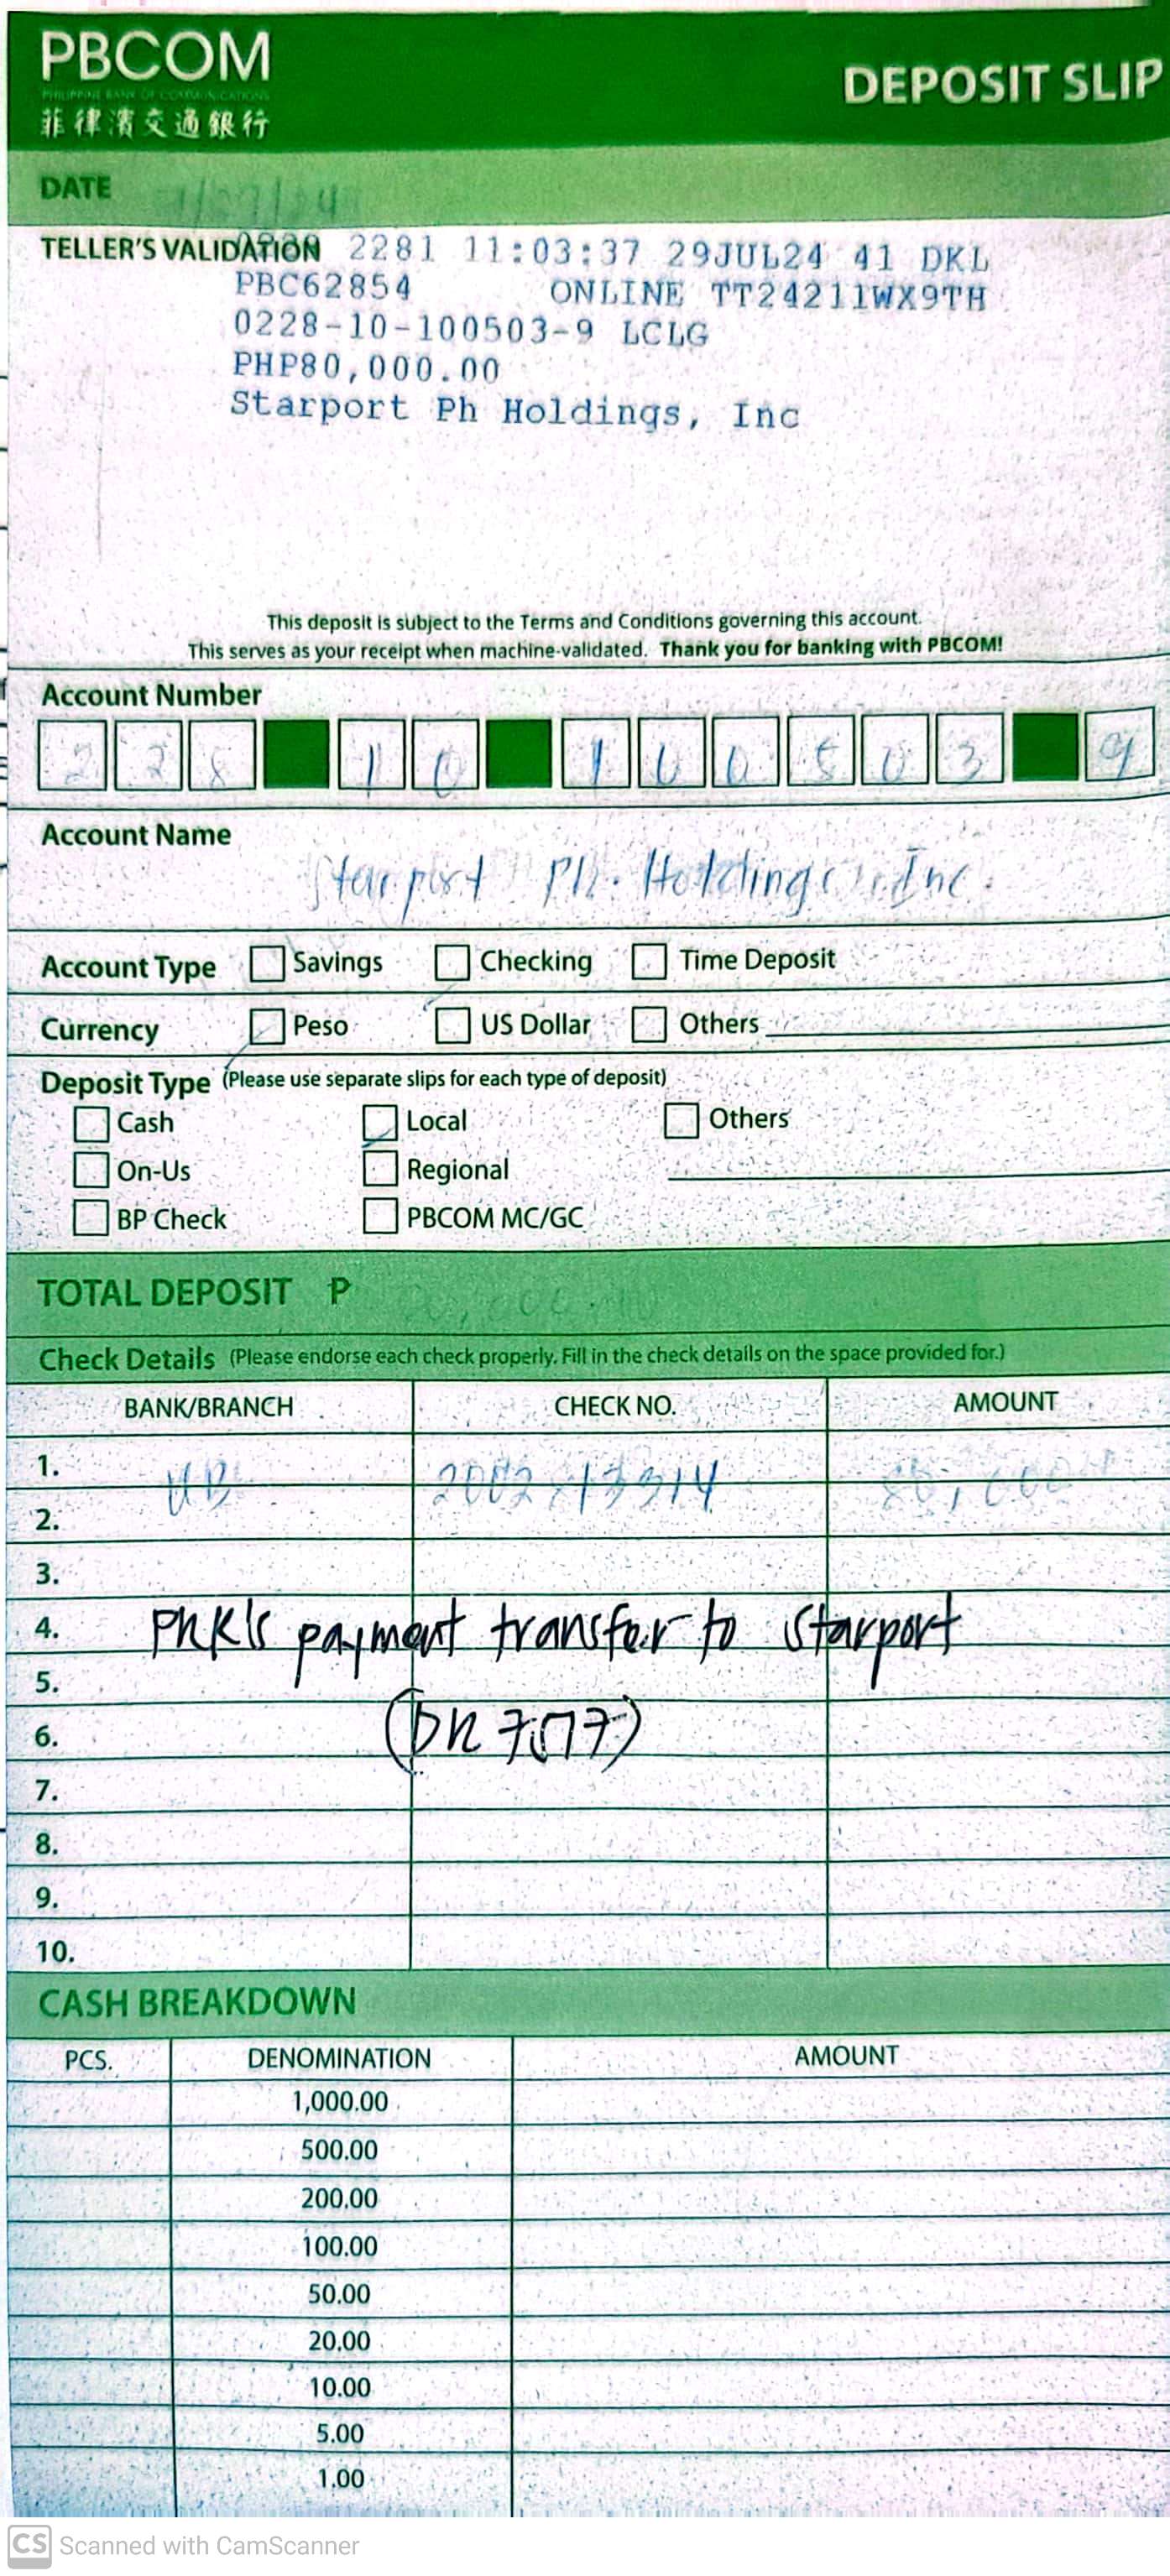 PBCOM
PHILIPPINE BANK OF COMMUNICATIONS
菲律濱交通銀行
DEPOSIT SLIP
DATE 7/29/24
TELLER'S VALIDATION 2281 11:03:37 29JUL24 41 DKL
PBC62854 ONLINE TT24211WX9TH
0228-10-100503-9 LCLG
PHP80,000.00
Starport Ph Holdings, Inc
This deposit is subject to the Terms and Conditions governing this account.
This serves as your receipt when machine-validated. Thank you for banking with PBCOM!
Account Number
2 2 8 1 0 1 0 0 5 0 3 9
Account Name
Starport Ph. Holdings Inc.
Account Type Savings Checking Time Deposit
Currency Peso US Dollar Others
Deposit Type (Please use separate slips for each type of deposit)
Cash Local Others
On-Us Regional
BP Check PBCOM MC/GC
TOTAL DEPOSIT P
Check Details (Please endorse each check properly. Fill in the check details on the space provided for.)
BANK/BRANCH CHECK NO. AMOUNT
1. UB
2.
3.
4. PKK's payment transfer to Starport
5.
6.
7.
8.
9.
10.
CASH BREAKDOWN
PCS. DENOMINATION AMOUNT
1,000.00
500.00
200.00
100.00
50.00
20.00
10.00
5.00
1.00
CS Scanned with CamScanner